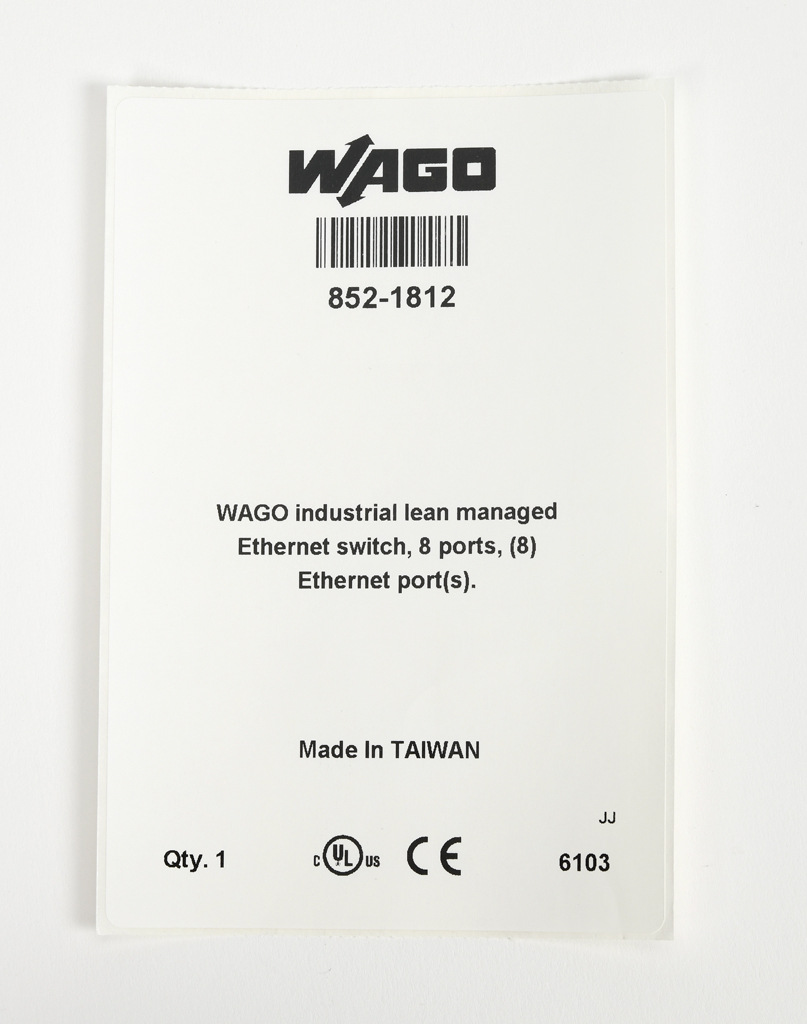 WAGO
852-1812
WAGO industrial lean managed
Ethernet switch, 8 ports, (8)
Ethernet port(s).
Made In TAIWAN
JJ
Qty. 1 c UL US CE 6103